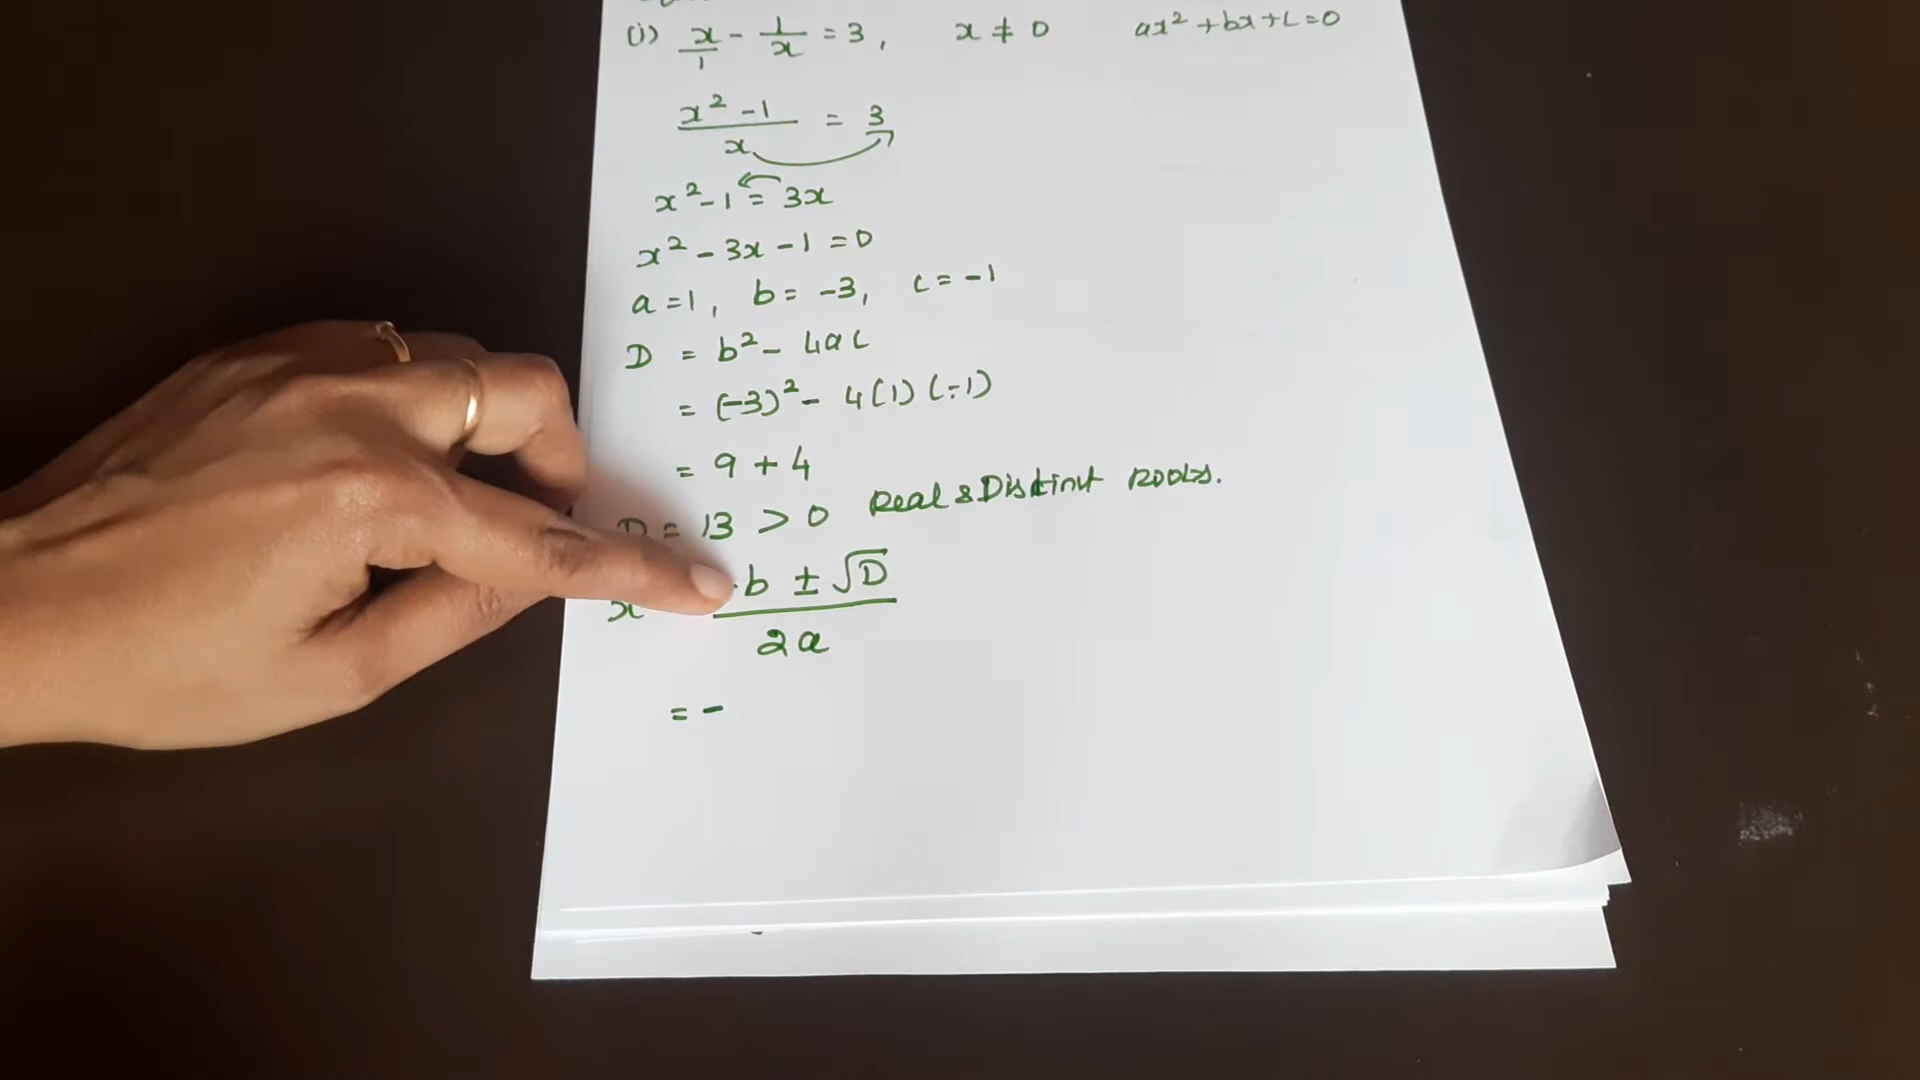 (i) x/1 - 1/x = 3, x ≠ 0 ax² + bx + c = 0
x² - 1 / x = 3
x² - 1 = 3x
x² - 3x - 1 = 0
a = 1, b = -3, c = -1
D = b² - 4ac
= (-3)² - 4(1)(-1)
= 9 + 4
D = 13 > 0 Real & Distinct Roots.
x -b ± √D / 2a
= -